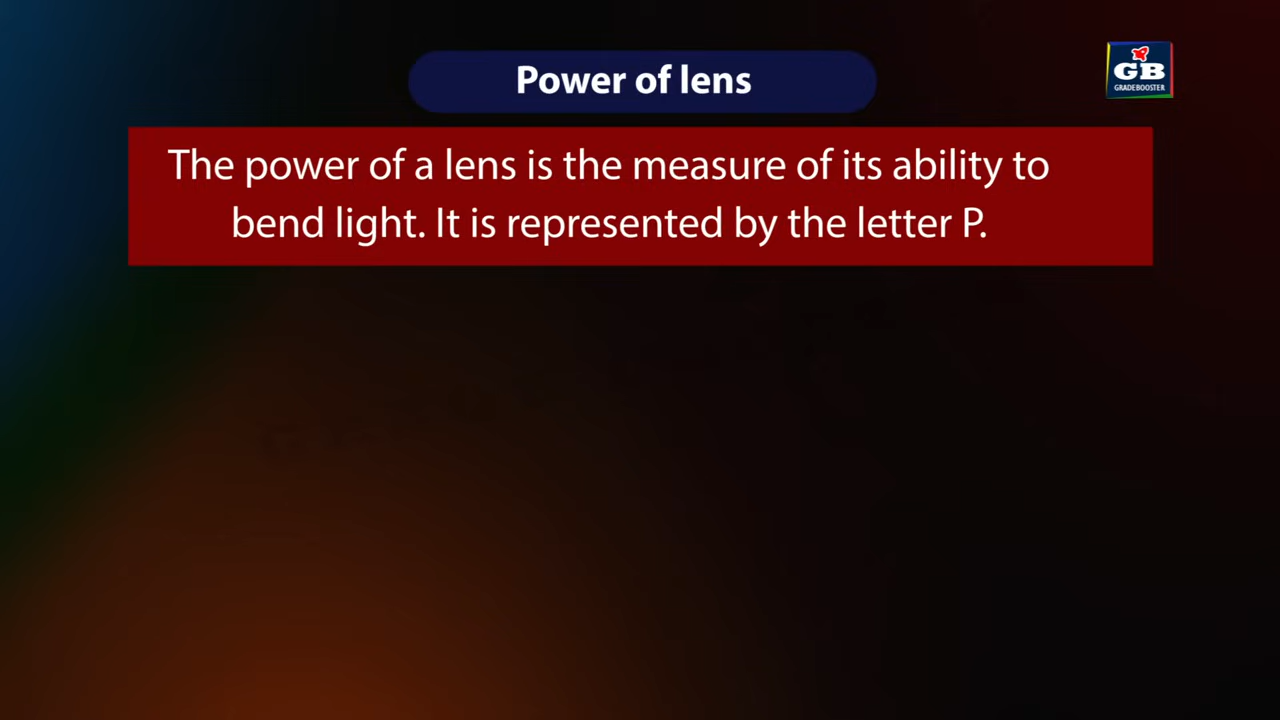 Power of lens
GB
GRADEBOOSTER
The power of a lens is the measure of its ability to
bend light. It is represented by the letter P.